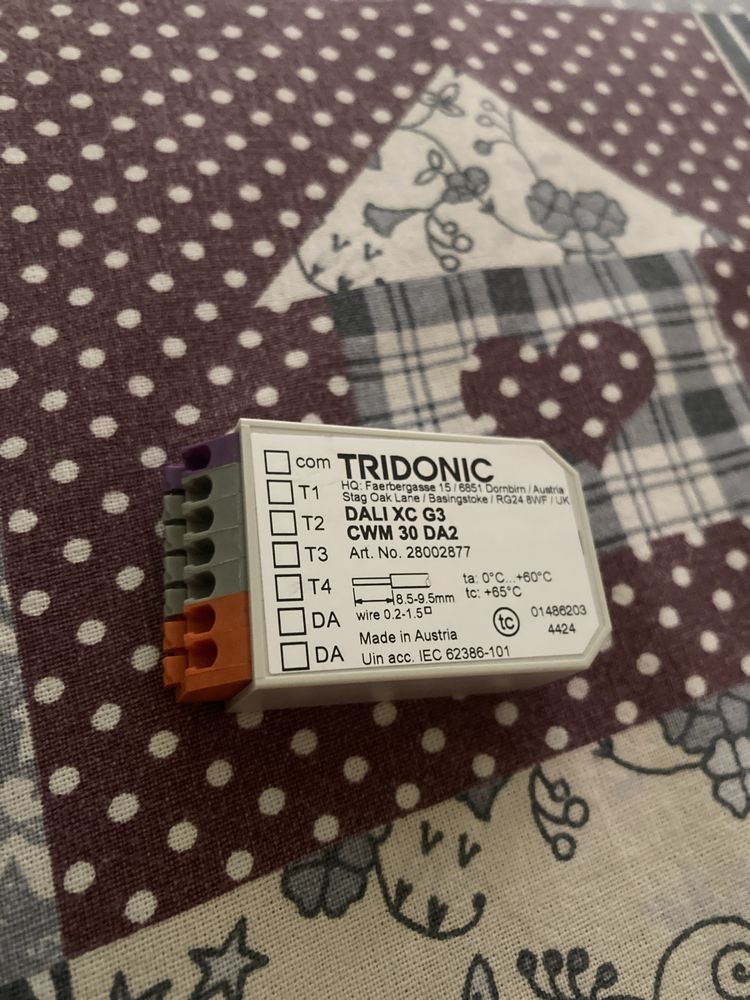 com
TRIDONIC
HQ: Faerbergasse 15 / 6851 Dornbirn / Austria
Stag Oak Lane / Basingstoke / RG24 8WF / UK
T1
DALI XC G3
T2
CWM 30 DA2
T3
Art. No. 28002877
T4
8.5-9.5mm
ta: 0°C...+60°C
tc: +65°C
DA
wire 0.2-1.5□
tc
01486203
4424
Made in Austria
DA
Uin acc. IEC 62386-101